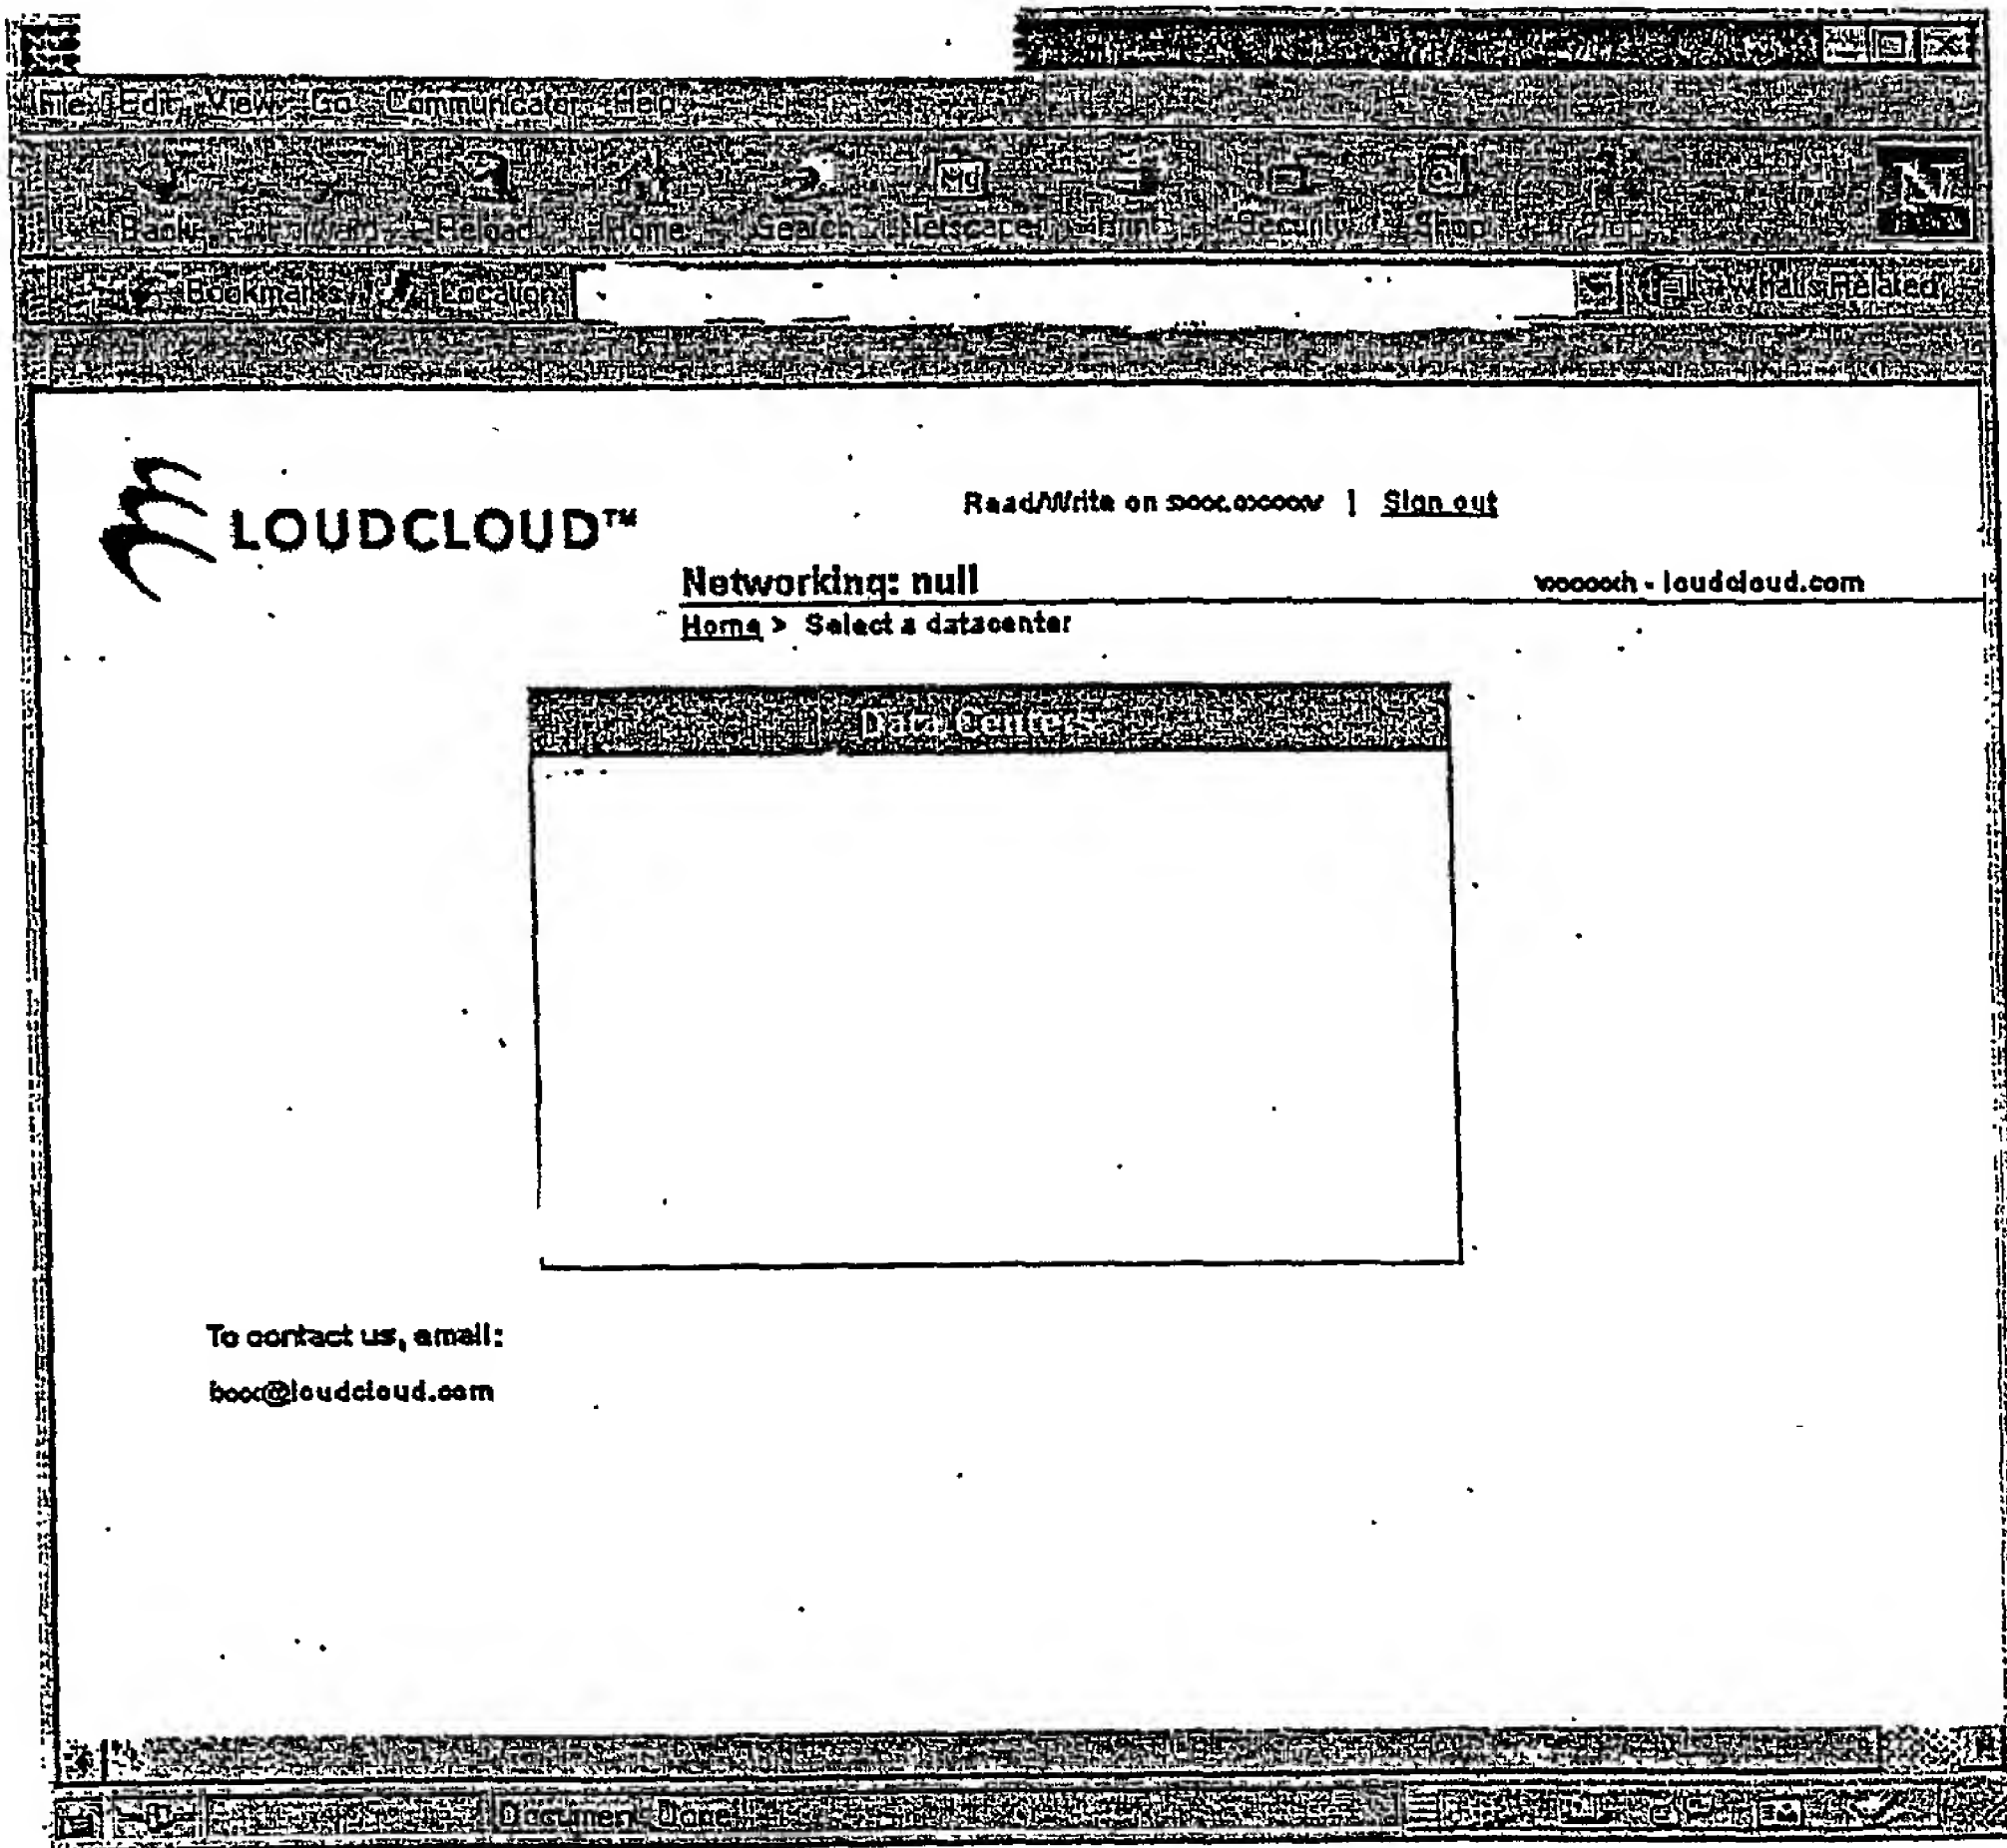 File Edit View Go Communicator Help
Back Forward Reload Home Search Netscape Print Security Shop Stop
Bookmarks Location What's Related
LOUDCLOUD™
Read/Write on | Sign out
Networking: null
- loudcloud.com
Home > Select a datacenter
Data Centers
To contact us, email:
bxxx@loudcloud.com
Document: Done